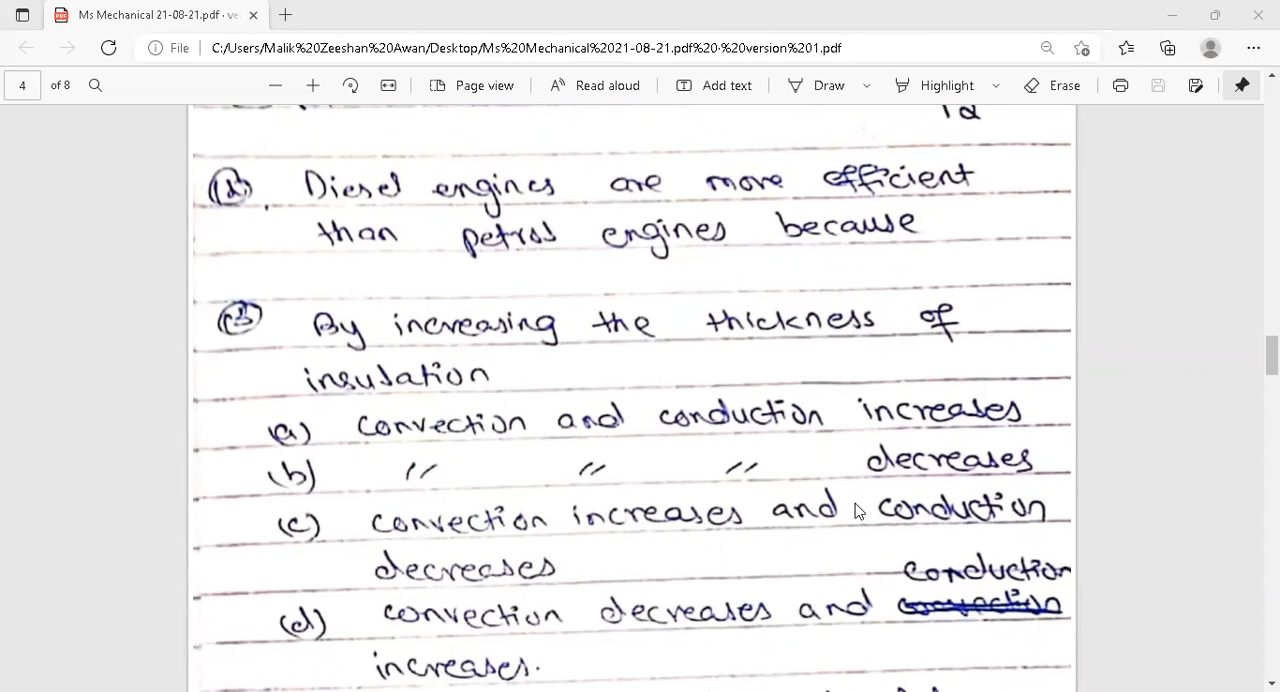 Ms Mechanical 21-08-21.pdf - ve
File C:/Users/Malik%20Zeeshan%20Awan/Desktop/Ms%20Mechanical%2021-08-21.pdf%20%20version%201.pdf
4 of 8 Page view Read aloud Add text Draw Highlight Erase
Diesel engines are more efficient
than petrol engines because
By increasing the thickness of
insulation
(a) convection and conduction increases
(b) " " " decreases
(c) convection increases and conduction
decreases
conduction
(d) convection decreases and convection
increases.